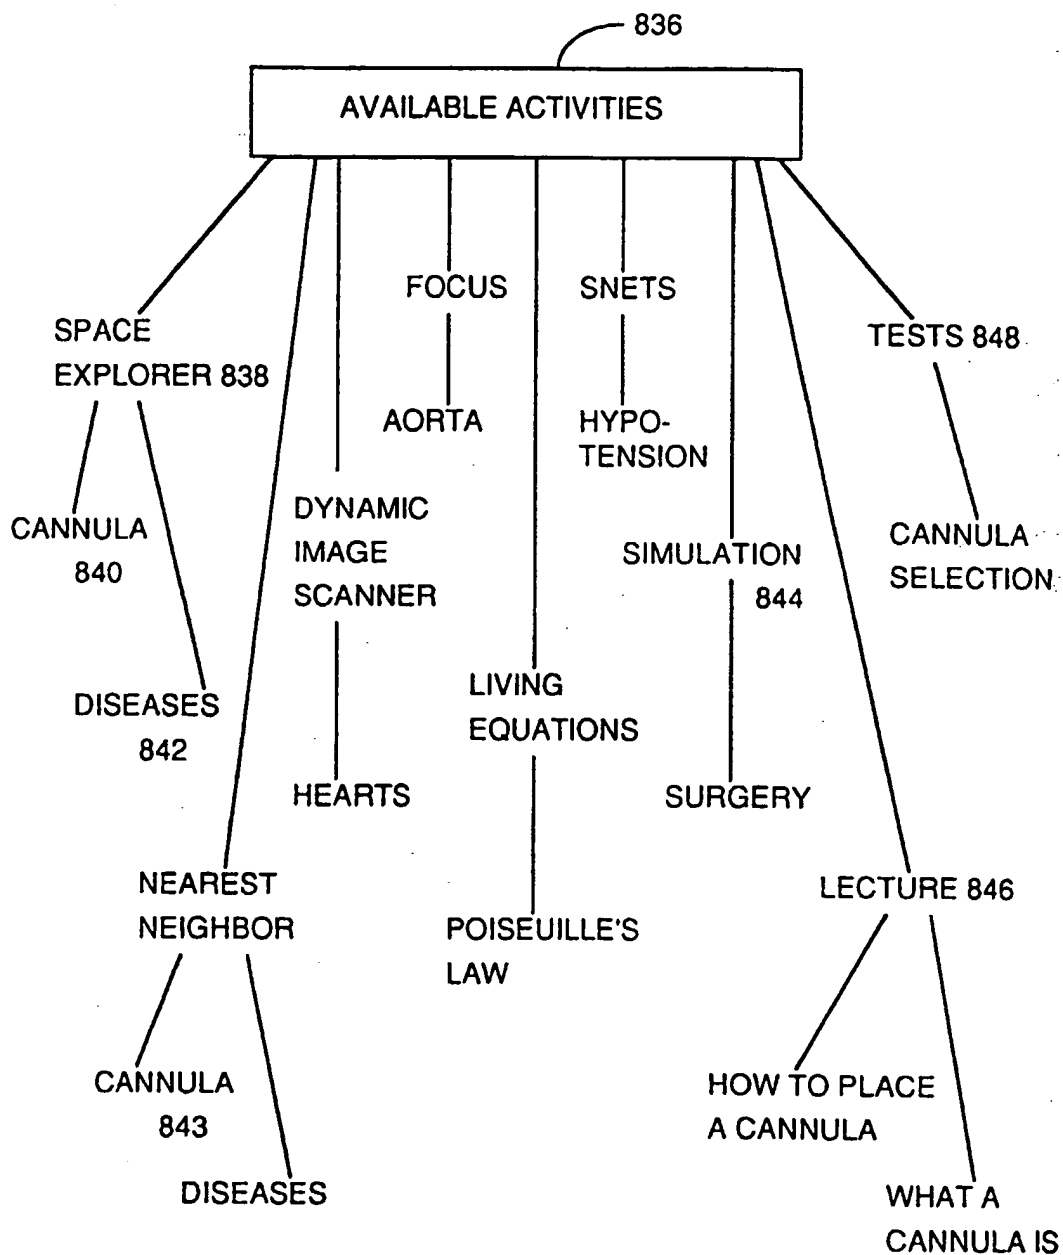 836
AVAILABLE ACTIVITIES
SPACE
EXPLORER 838
CANNULA
840
DISEASES
842
NEAREST
NEIGHBOR
CANNULA
843
DISEASES
DYNAMIC
IMAGE
SCANNER
HEARTS
FOCUS
AORTA
LIVING
EQUATIONS
POISEUILLE'S
LAW
SNETS
HYPO-
TENSION
SIMULATION
844
SURGERY
LECTURE 846
HOW TO PLACE
A CANNULA
WHAT A
CANNULA IS
TESTS 848
CANNULA
SELECTION